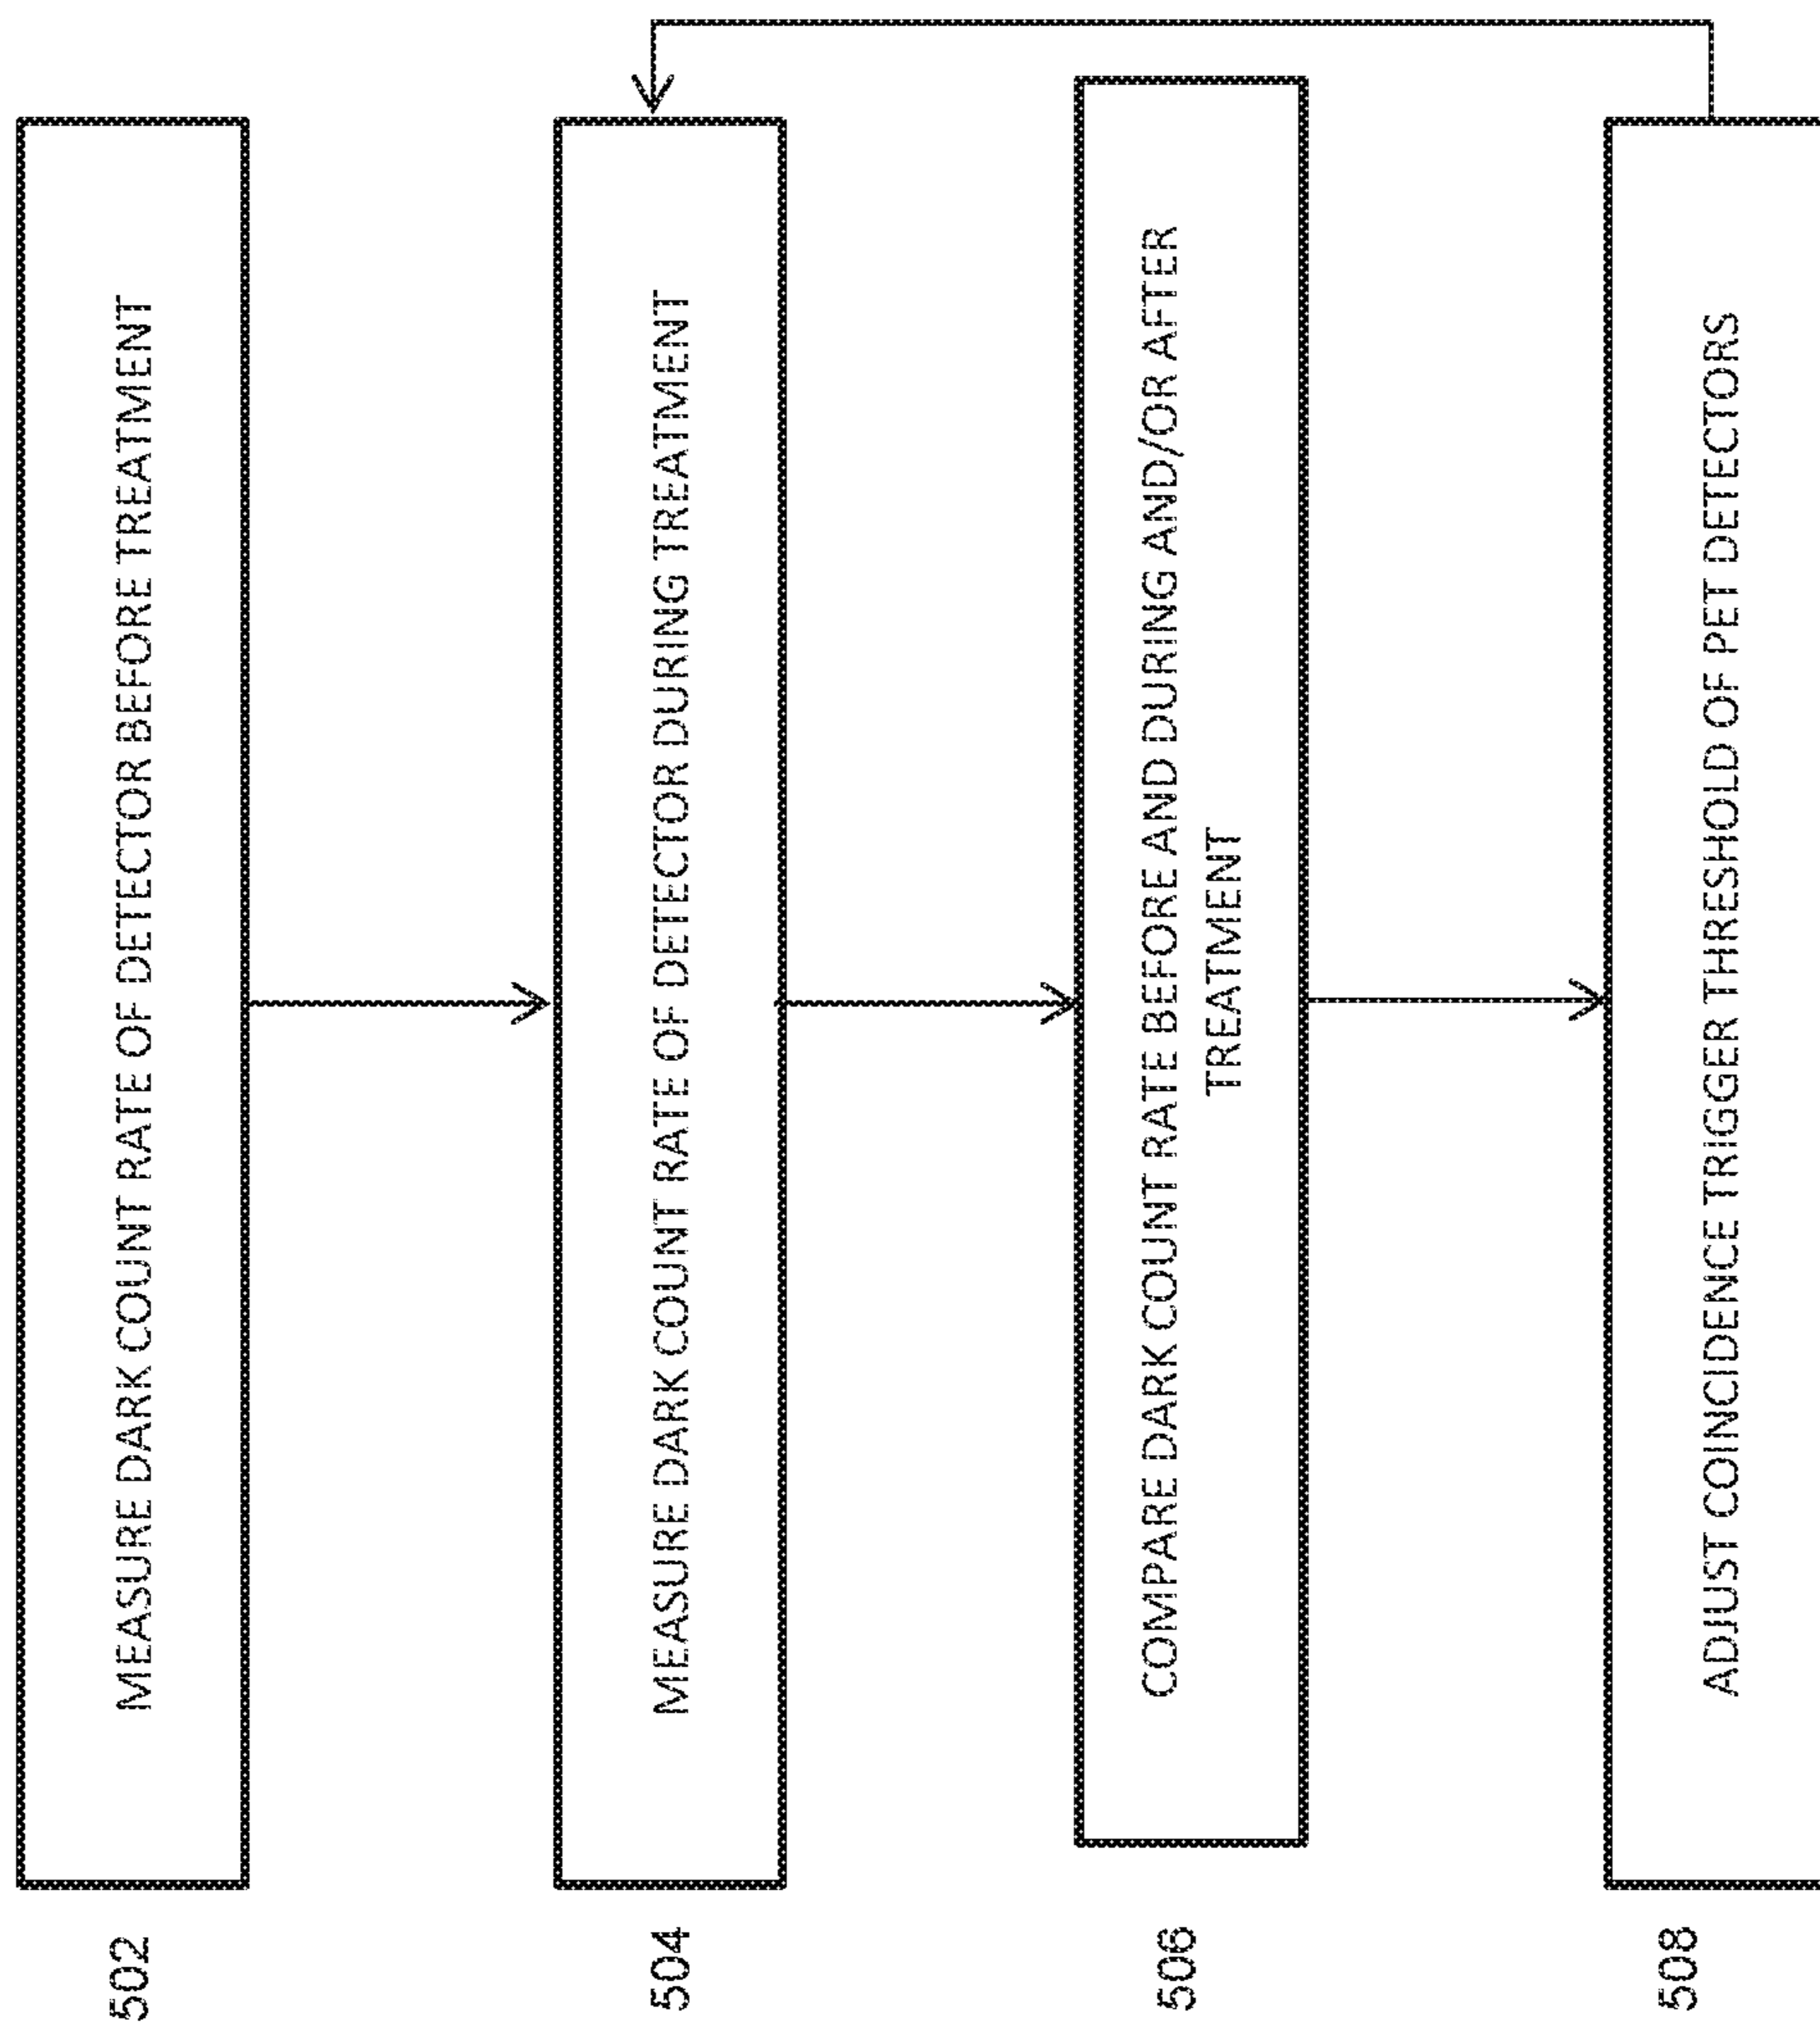 502
MEASURE DARK COUNT RATE OF DETECTOR BEFORE TREATMENT
504
MEASURE DARK COUNT RATE OF DETECTOR DURING TREATMENT
506
COMPARE DARK COUNT RATE BEFORE AND DURING AND/OR AFTER
TREATMENT
508
ADJUST COINCIDENCE TRIGGER THRESHOLD OF PET DETECTORS